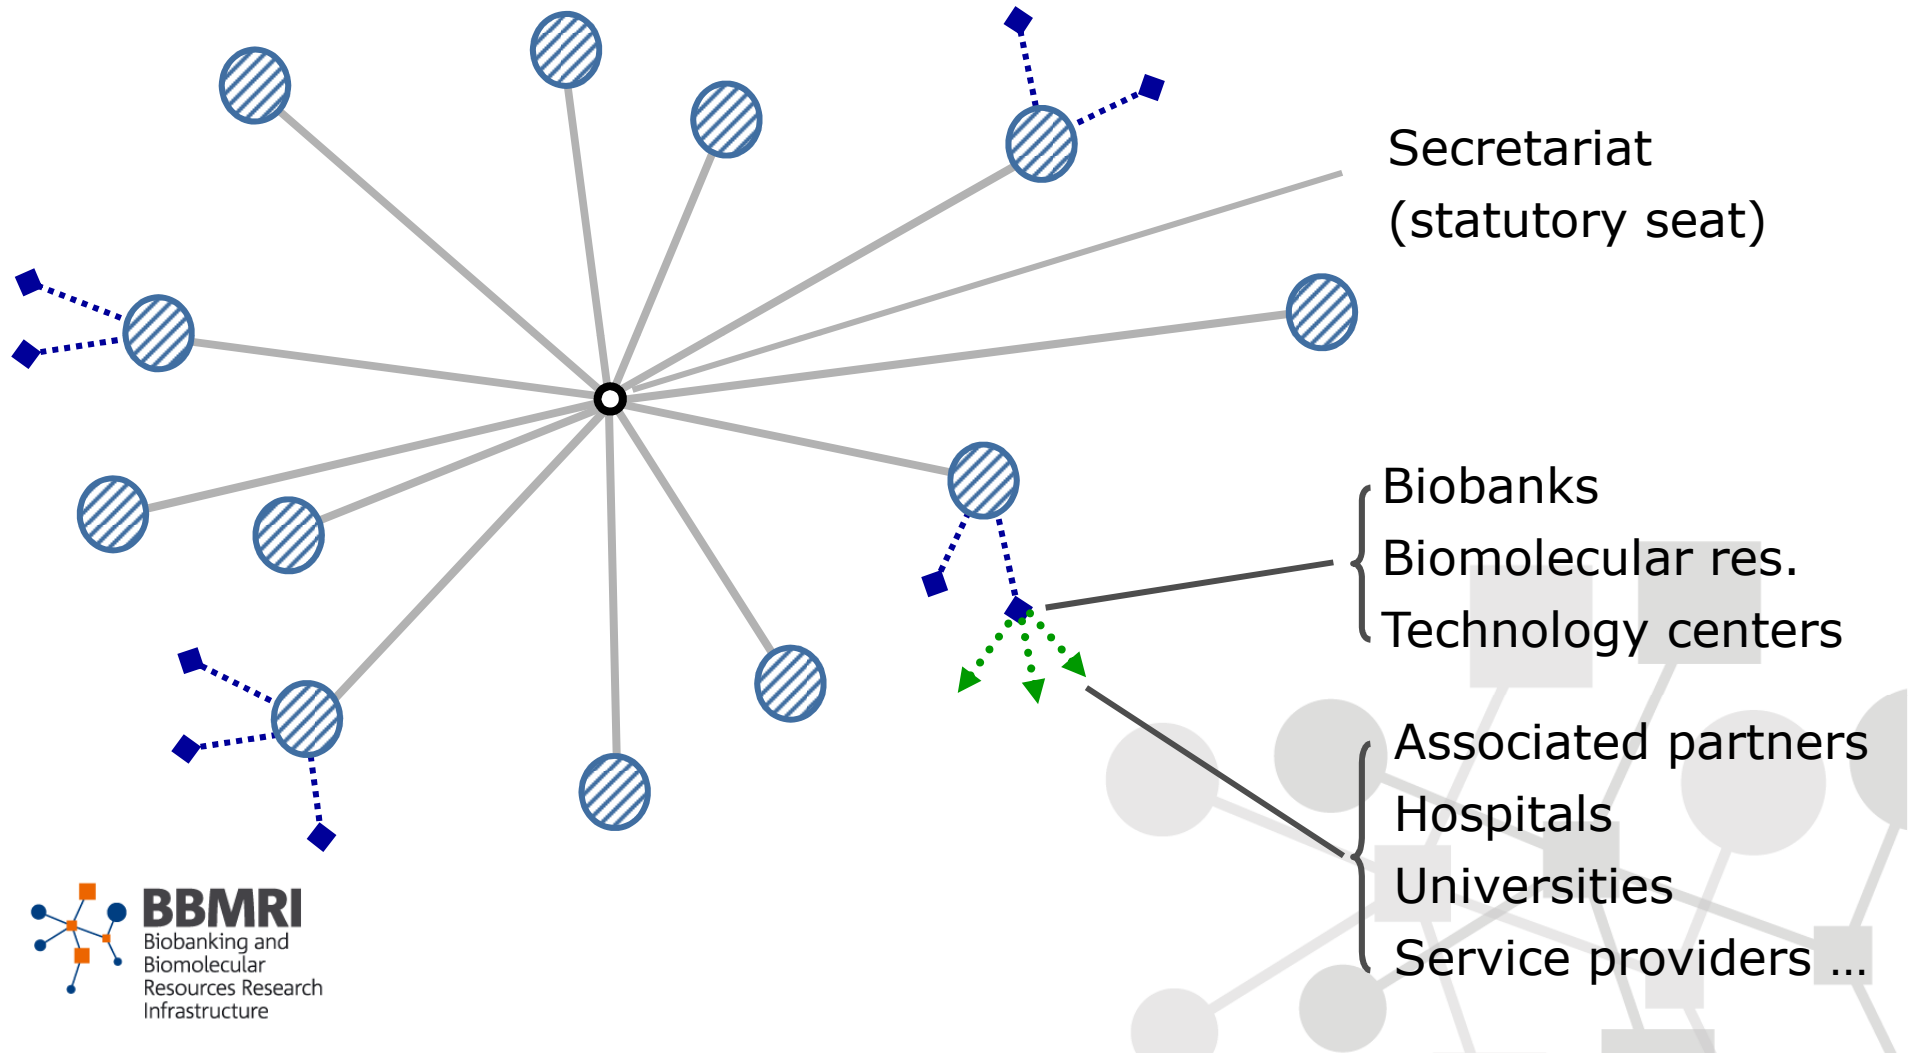 Secretariat
(statutory seat)
Biobanks
Biomolecular res.
Technology centers
Associated partners
Hospitals
Universities
Service providers ...
BBMRI
Biobanking and
Biomolecular
Resources Research
Infrastructure